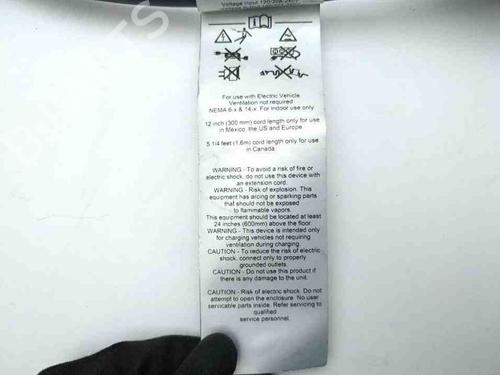 Voltage Input 120/208-240V
For use with Electric Vehicle
Ventilation not required
NEMA 6-x & 14-x. For indoor use only
12 inch (300 mm) cord length only for use
in Mexico, the US and Europe
5 1/4 feet (1.6m) cord length only for use
in Canada
WARNING - To avoid a risk of fire or
electric shock, do not use this device with
an extension cord.
WARNING - Risk of explosion. This
equipment has arcing or sparking parts
that should not be exposed
to flammable vapors.
This equipment should be located at least
24 inches (600mm) above the floor.
WARNING - This device is intended only
for charging vehicles not requiring
ventilation during charging.
CAUTION - To reduce the risk of electric
shock, connect only to properly
grounded outlets.
CAUTION - Do not use this product if
there is any damage to the unit.
CAUTION - Risk of electric shock. Do not
attempt to open the enclosure. No user
servicable parts inside. Refer servicing to
qualified
service personnel.